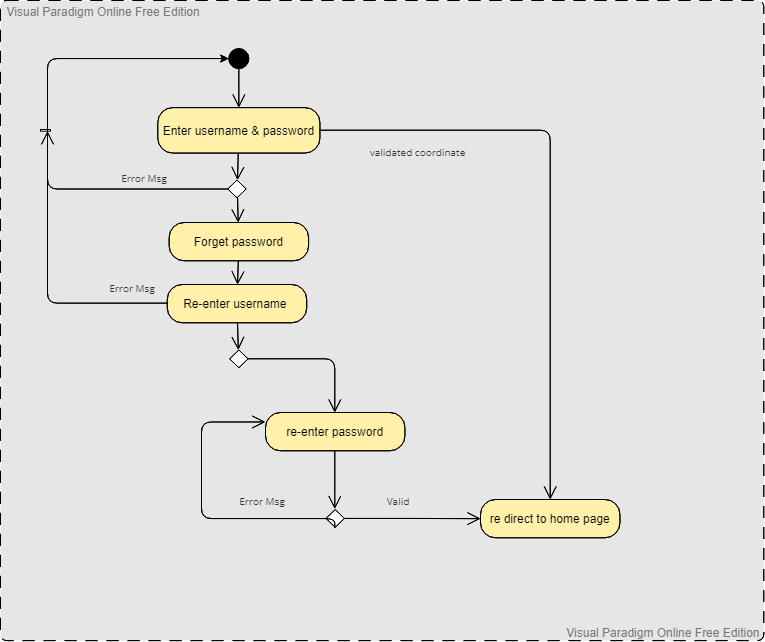 Visual Paradigm Online Free Edition
Enter username & password
validated coordinate
Error Msg
Forget password
Error Msg
Re-enter username
re-enter password
Error Msg
Valid
re direct to home page
Visual Paradigm Online Free Edition